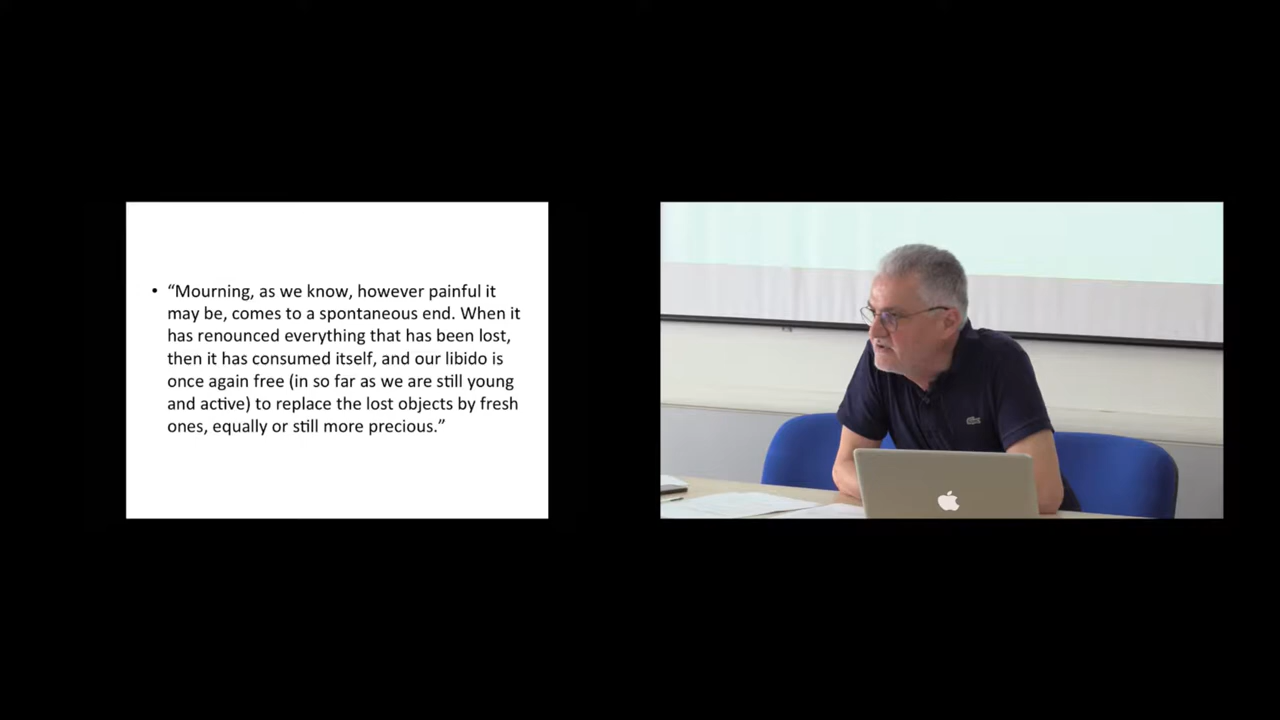 • “Mourning, as we know, however painful it
may be, comes to a spontaneous end. When it
has renounced everything that has been lost,
then it has consumed itself, and our libido is
once again free (in so far as we are still young
and active) to replace the lost objects by fresh
ones, equally or still more precious.”